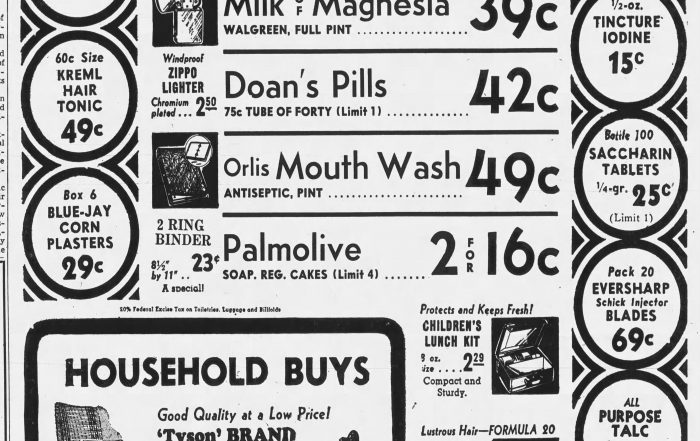 60c Size
KREML
HAIR
TONIC
49c
Box 6
BLUE-JAY
CORN
PLASTERS
29c
Windproof
ZIPPO
LIGHTER
Chromium
plated ... 2.50
2 RING
BINDER
8½"
by 11" .. 23¢
A special!
Milk OF Magnesia 39c
WALGREEN, FULL PINT
Doan's Pills 42c
75c TUBE OF FORTY (Limit 1)
Orlis Mouth Wash 49c
ANTISEPTIC, PINT
Palmolive 2 FOR 16c
SOAP. REG. CAKES (Limit 4)
½-oz.
TINCTURE
IODINE
15c
Bottle 100
SACCHARIN
TABLETS
¼-gr. 25c
(Limit 1)
Pack 20
EVERSHARP
Schick Injector
BLADES
69c
ALL
PURPOSE
TALC
20% Federal Excise Tax on Toiletries, Luggage and Billfolds
HOUSEHOLD BUYS
Good Quality at a Low Price!
'Tyson' BRAND
Protects and Keeps Fresh!
CHILDREN'S
LUNCH KIT
9 oz.
size .... 2.29
Compact and
Sturdy.
Lustrous Hair—FORMULA 20